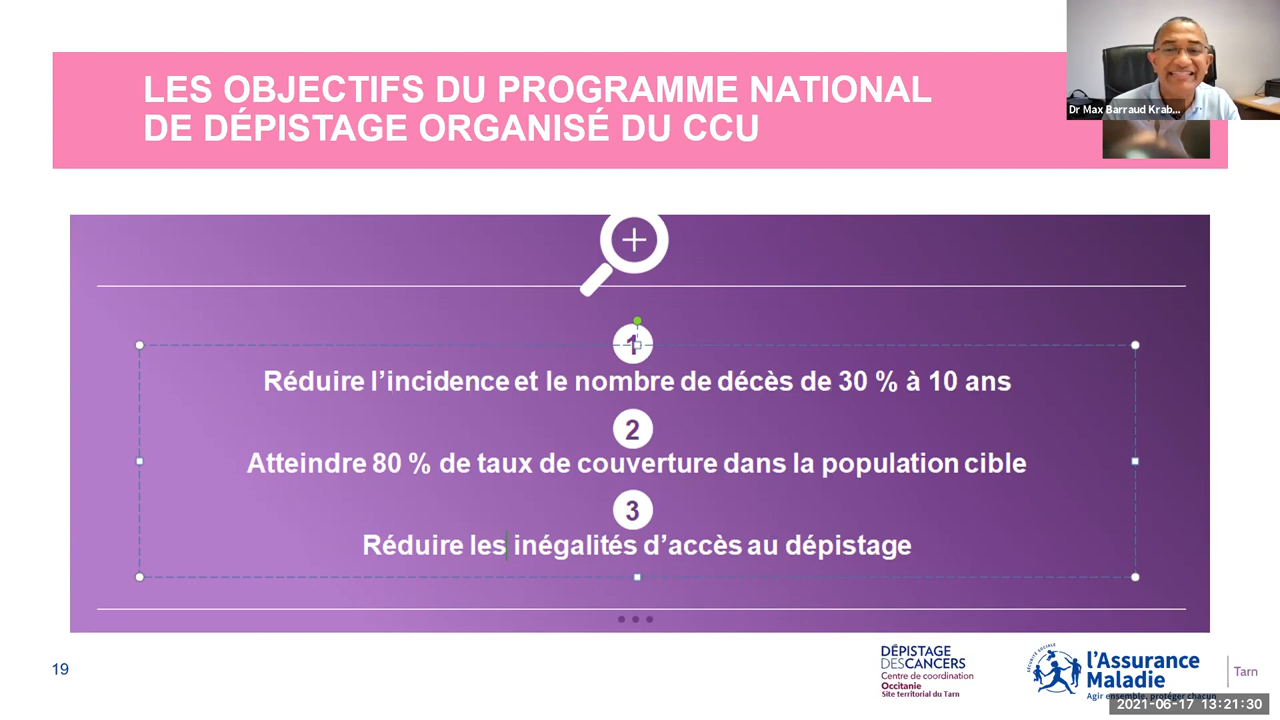 LES OBJECTIFS DU PROGRAMME NATIONAL
DE DÉPISTAGE ORGANISÉ DU CCU
Dr Max Barraud Krab...
1
Réduire l’incidence et le nombre de décès de 30 % à 10 ans
2
Atteindre 80 % de taux de couverture dans la population cible
3
Réduire les inégalités d’accès au dépistage
19
DÉPISTAGE
DESCANCERS
Centre de coordination
Occitanie
Site territorial du Tarn
SÉCURITÉ SOCIALE
l’Assurance
Maladie
Agir ensemble, protéger chacun
Tarn
2021-06-17 13:21:30